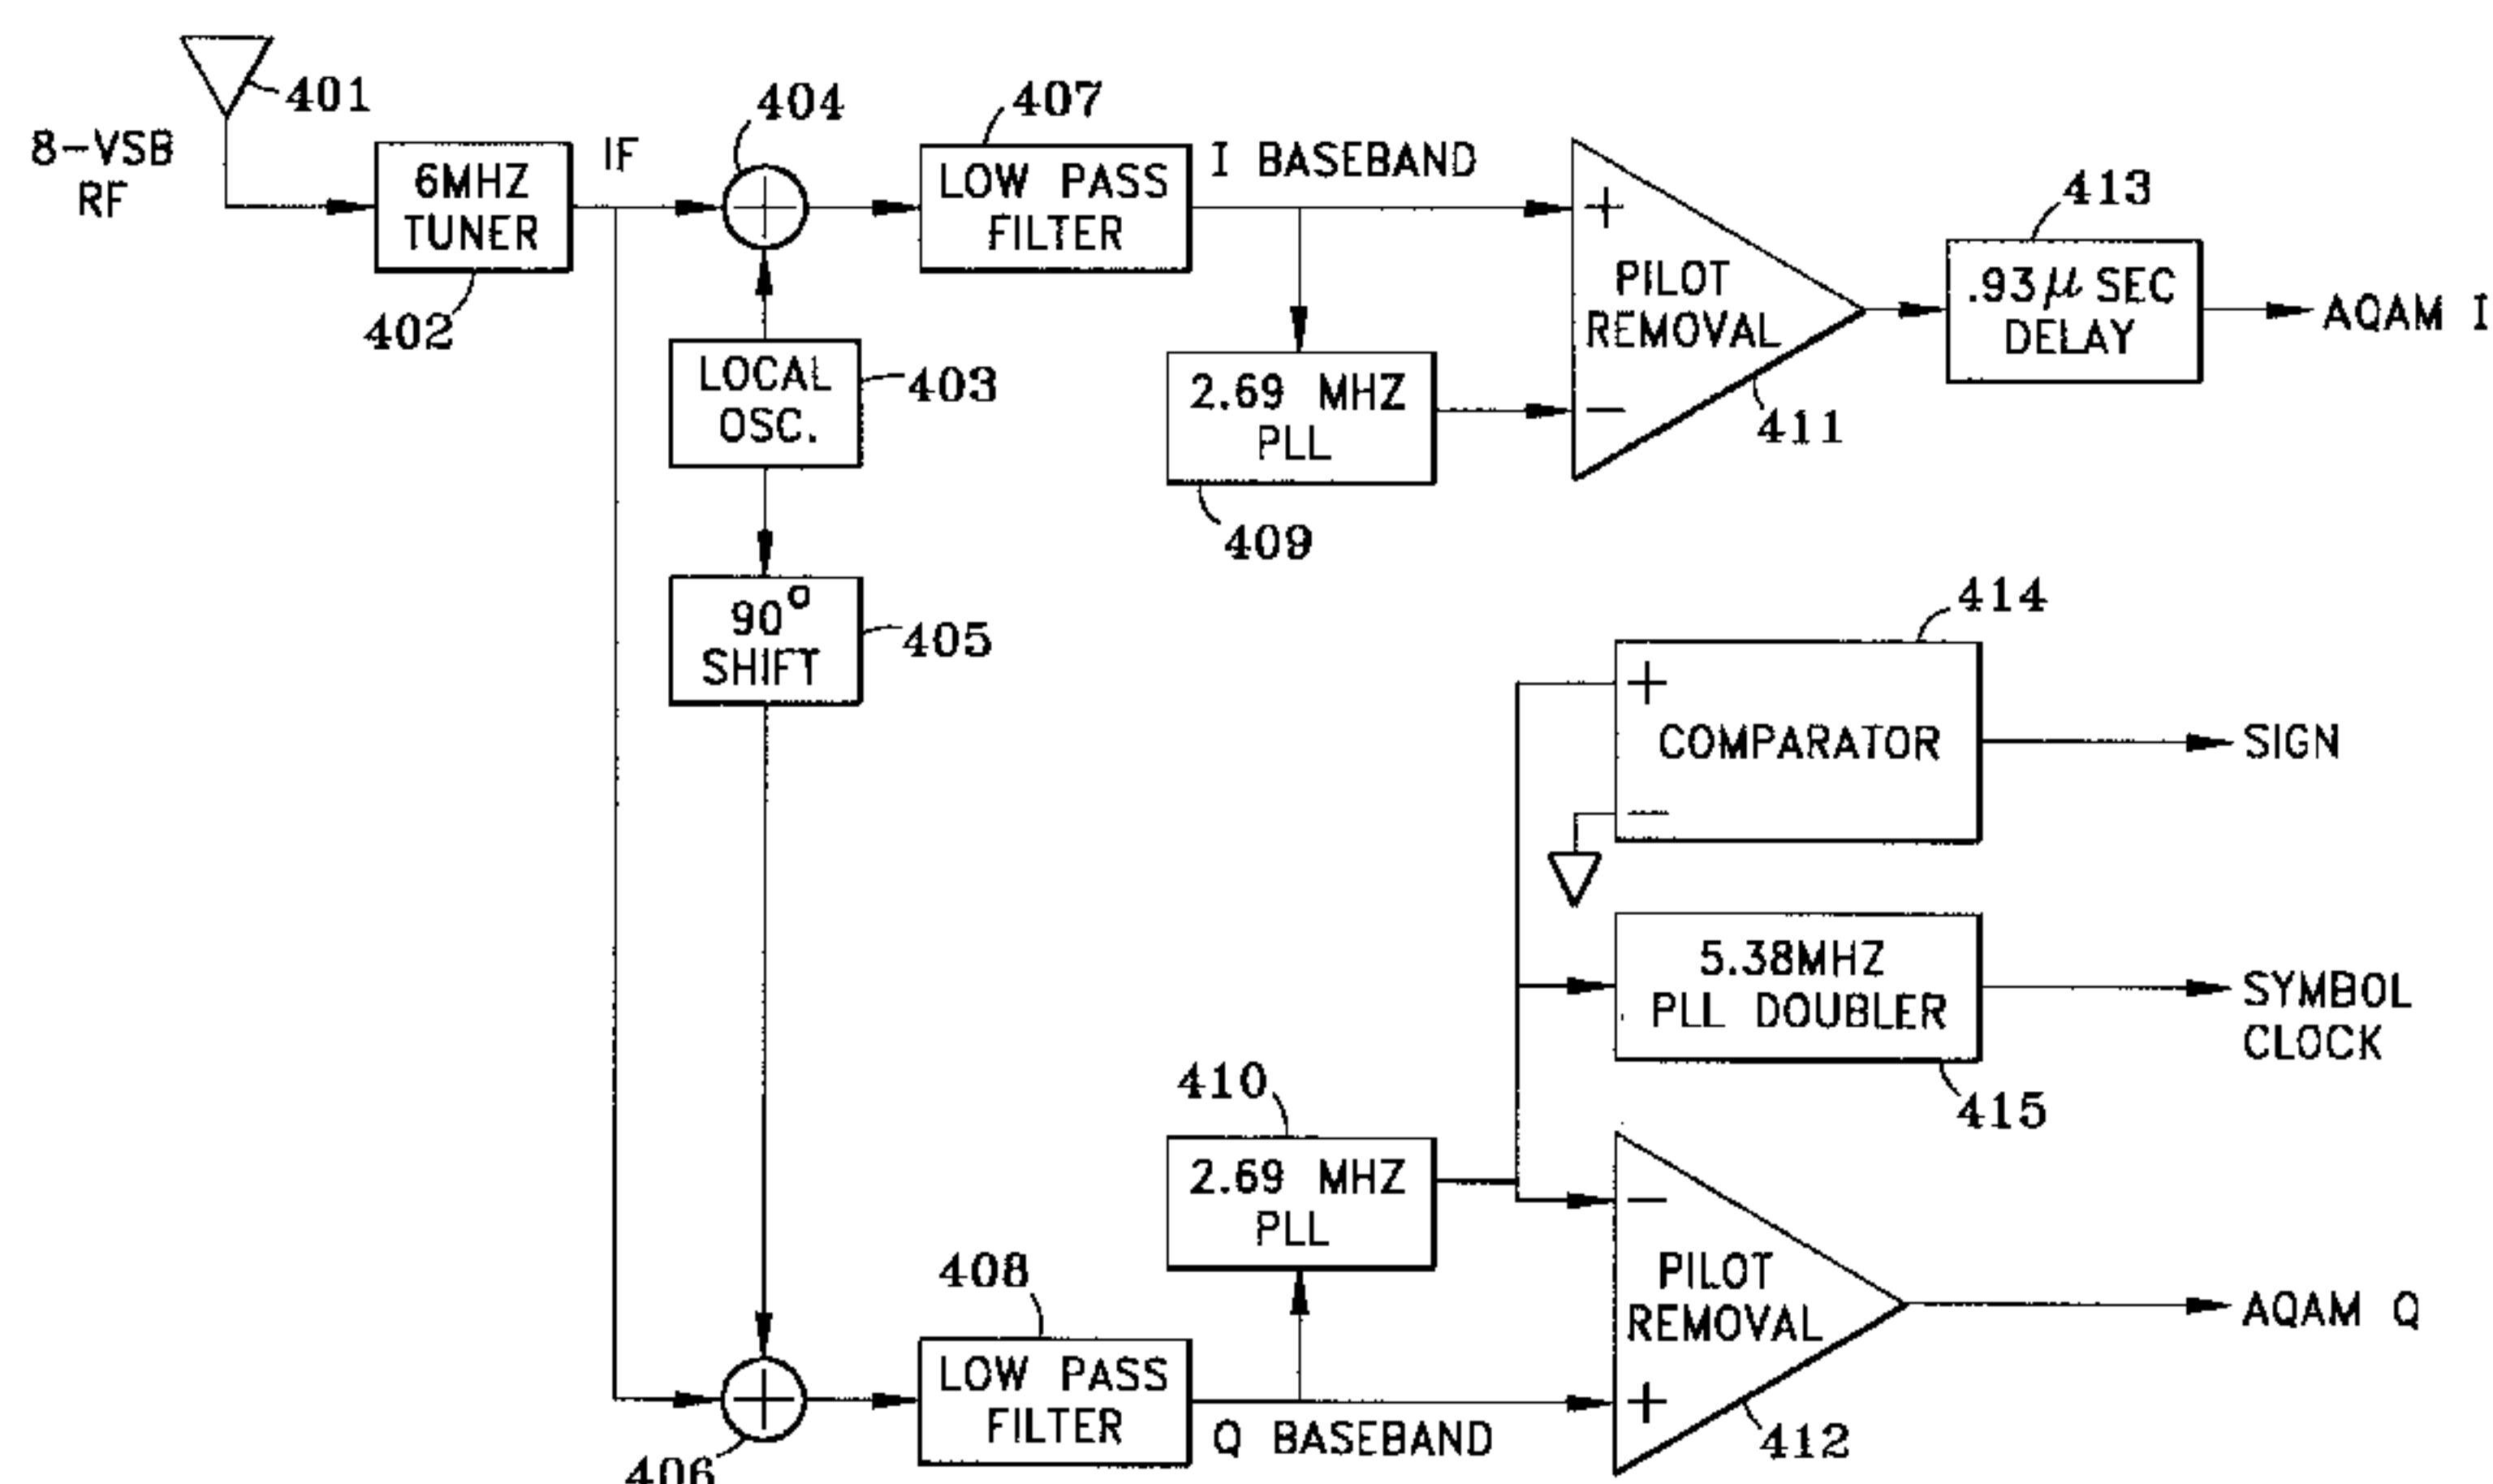 401
8-VSB
RF
6MHZ
TUNER
402
IF
404
LOCAL
OSC.
403
90°
SHIFT
405
406
407
LOW PASS
FILTER
I BASEBAND
2.69 MHZ
PLL
409
+
PILOT
REMOVAL
−
411
413
.93μ SEC
DELAY
AQAM I
414
+
COMPARATOR
−
SIGN
5.38MHZ
PLL DOUBLER
415
SYMBOL
CLOCK
410
2.69 MHZ
PLL
408
LOW PASS
FILTER
Q BASEBAND
−
PILOT
REMOVAL
+
412
AQAM Q